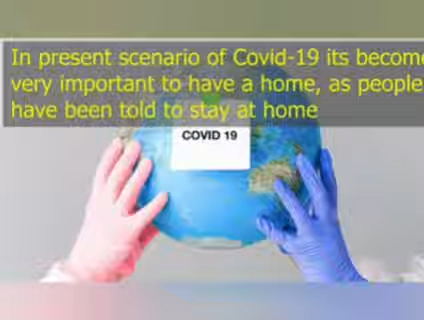 In present scenario of Covid-19 its become
very important to have a home, as people
have been told to stay at home
COVID 19